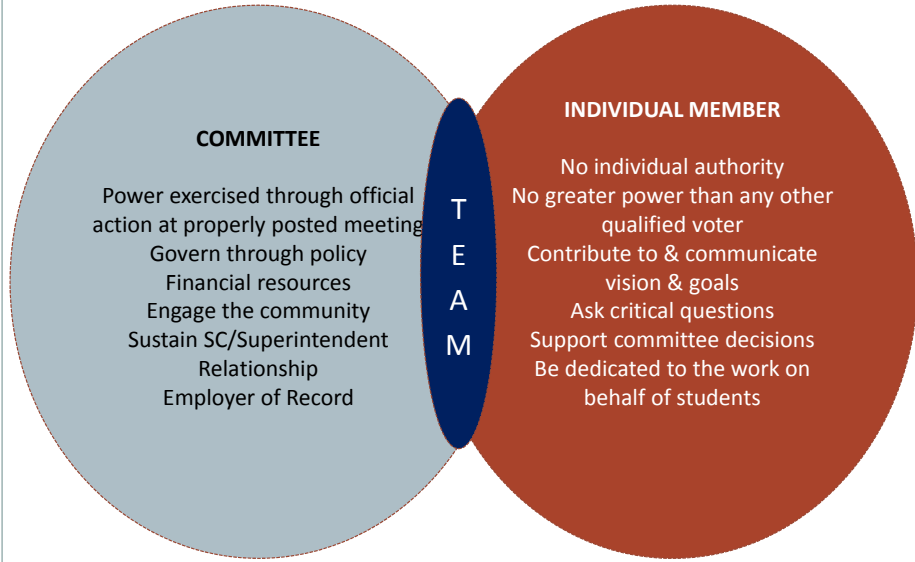 COMMITTEE
Power exercised through official
action at properly posted meeting
Govern through policy
Financial resources
Engage the community
Sustain SC/Superintendent
Relationship
Employer of Record
T
E
A
M
INDIVIDUAL MEMBER
No individual authority
No greater power than any other
qualified voter
Contribute to & communicate
vision & goals
Ask critical questions
Support committee decisions
Be dedicated to the work on
behalf of students